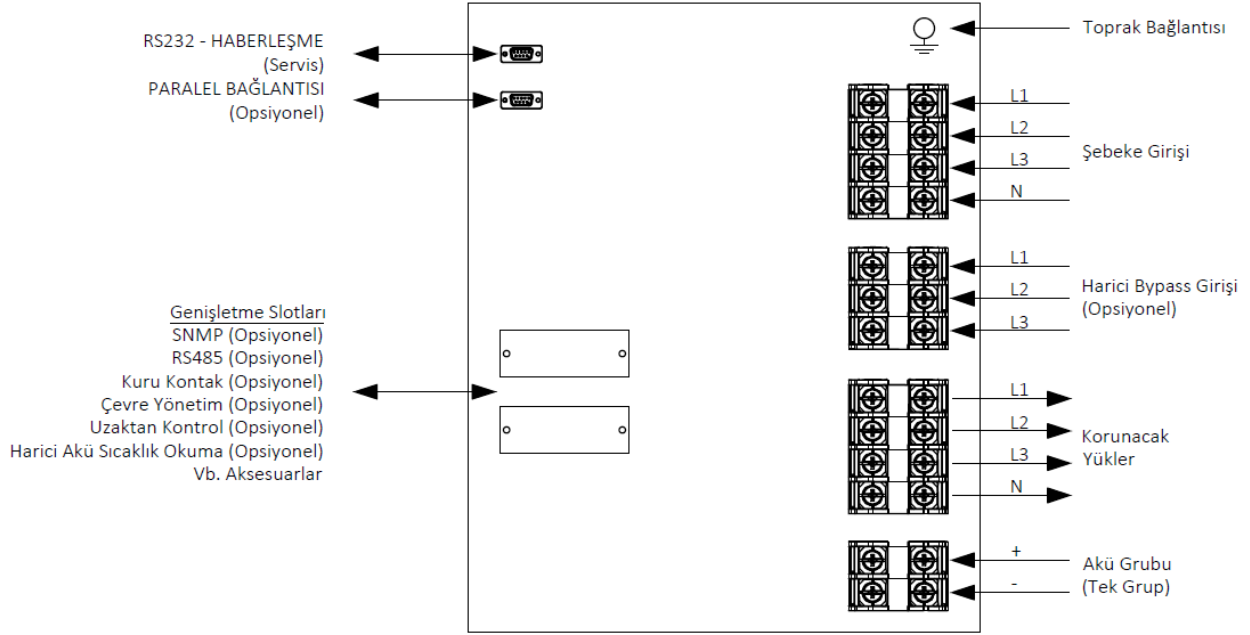 RS232 - HABERLEŞME
(Servis)
PARALEL BAĞLANTISI
(Opsiyonel)
Genişletme Slotları
SNMP (Opsiyonel)
RS485 (Opsiyonel)
Kuru Kontak (Opsiyonel)
Çevre Yönetim (Opsiyonel)
Uzaktan Kontrol (Opsiyonel)
Harici Akü Sıcaklık Okuma (Opsiyonel)
Vb. Aksesuarlar
Toprak Bağlantısı
L1
L2
L3
N
Şebeke Girişi
L1
L2
L3
Harici Bypass Girişi
(Opsiyonel)
L1
L2
L3
N
Korunacak
Yükler
+
-
Akü Grubu
(Tek Grup)